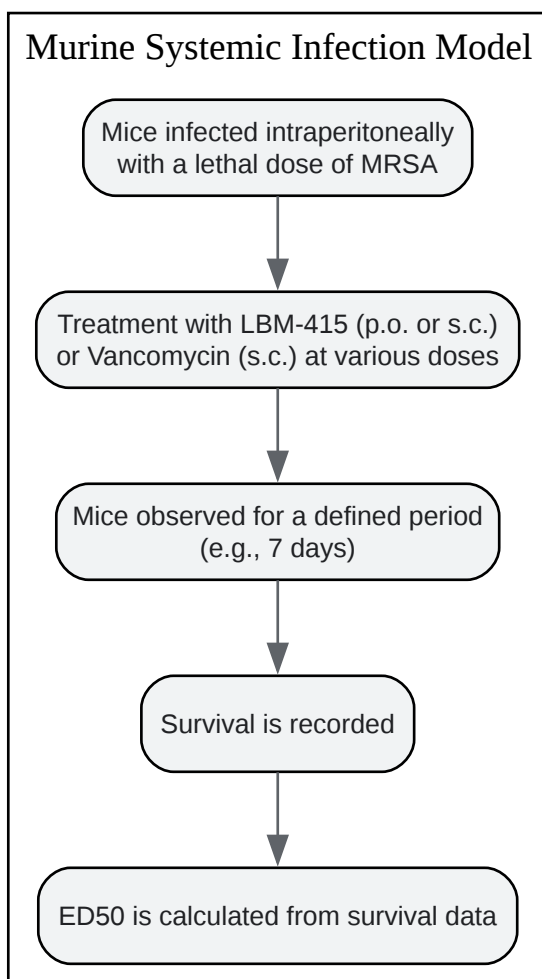 Murine Systemic Infection Model
Mice infected intraperitoneally
with a lethal dose of MRSA
Treatment with LBM-415 (p.o. or s.c.)
or Vancomycin (s.c.) at various doses
Mice observed for a defined period
(e.g., 7 days)
Survival is recorded
ED50 is calculated from survival data